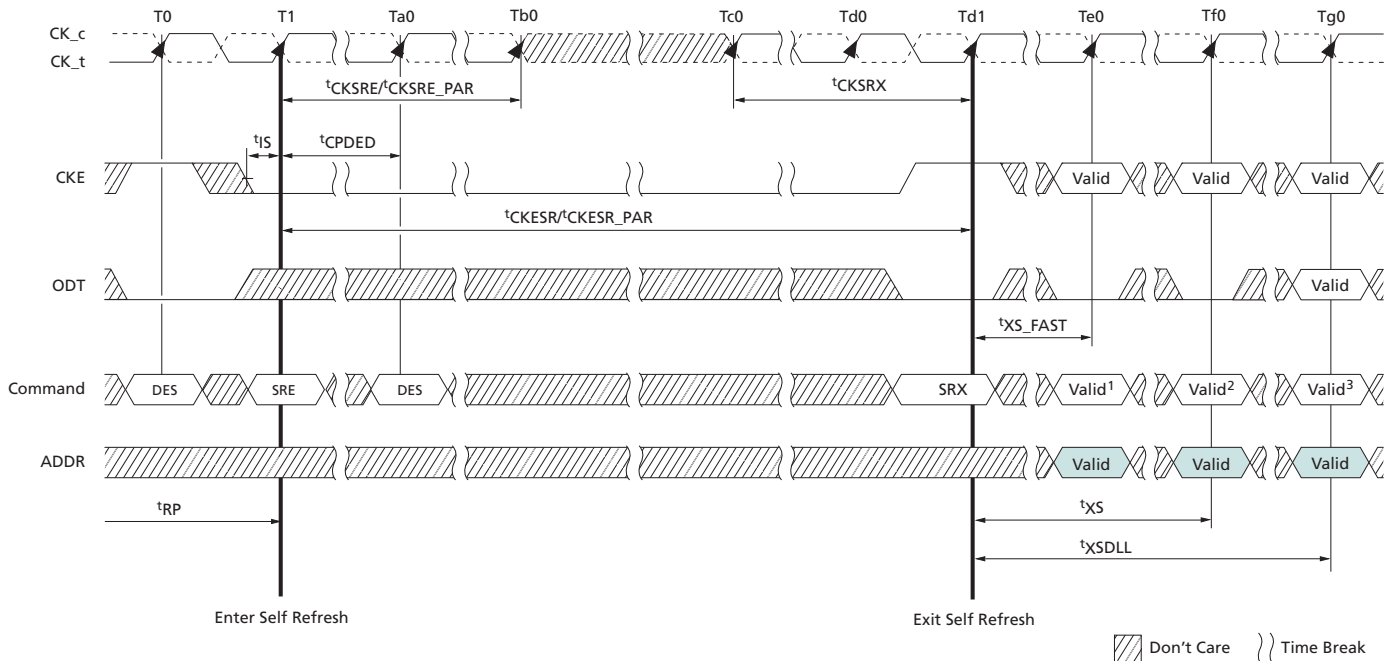 T0 T1 Ta0 Tb0 Tc0 Td0 Td1 Te0 Tf0 Tg0
CK_c
CK_t
tCKSRE/tCKSRE_PAR tCKSRX
tIS tCPDED
CKE Valid Valid Valid
tCKESR/tCKESR_PAR
ODT Valid
tXS_FAST
Command DES SRE DES SRX Valid1 Valid2 Valid3
ADDR Valid Valid Valid
tRP tXS
tXSDLL
Enter Self Refresh Exit Self Refresh
Don't Care Time Break